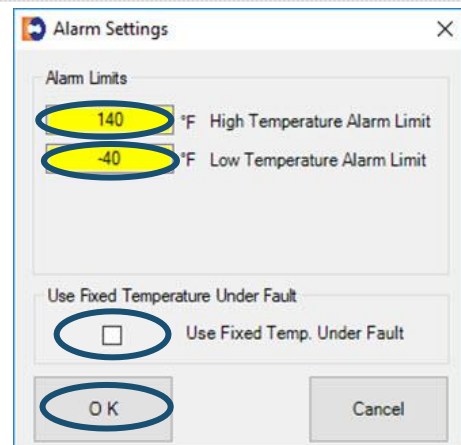 Alarm Settings
Alarm Limits
140 °F High Temperature Alarm Limit
-40 °F Low Temperature Alarm Limit
Use Fixed Temperature Under Fault
Use Fixed Temp. Under Fault
O K Cancel